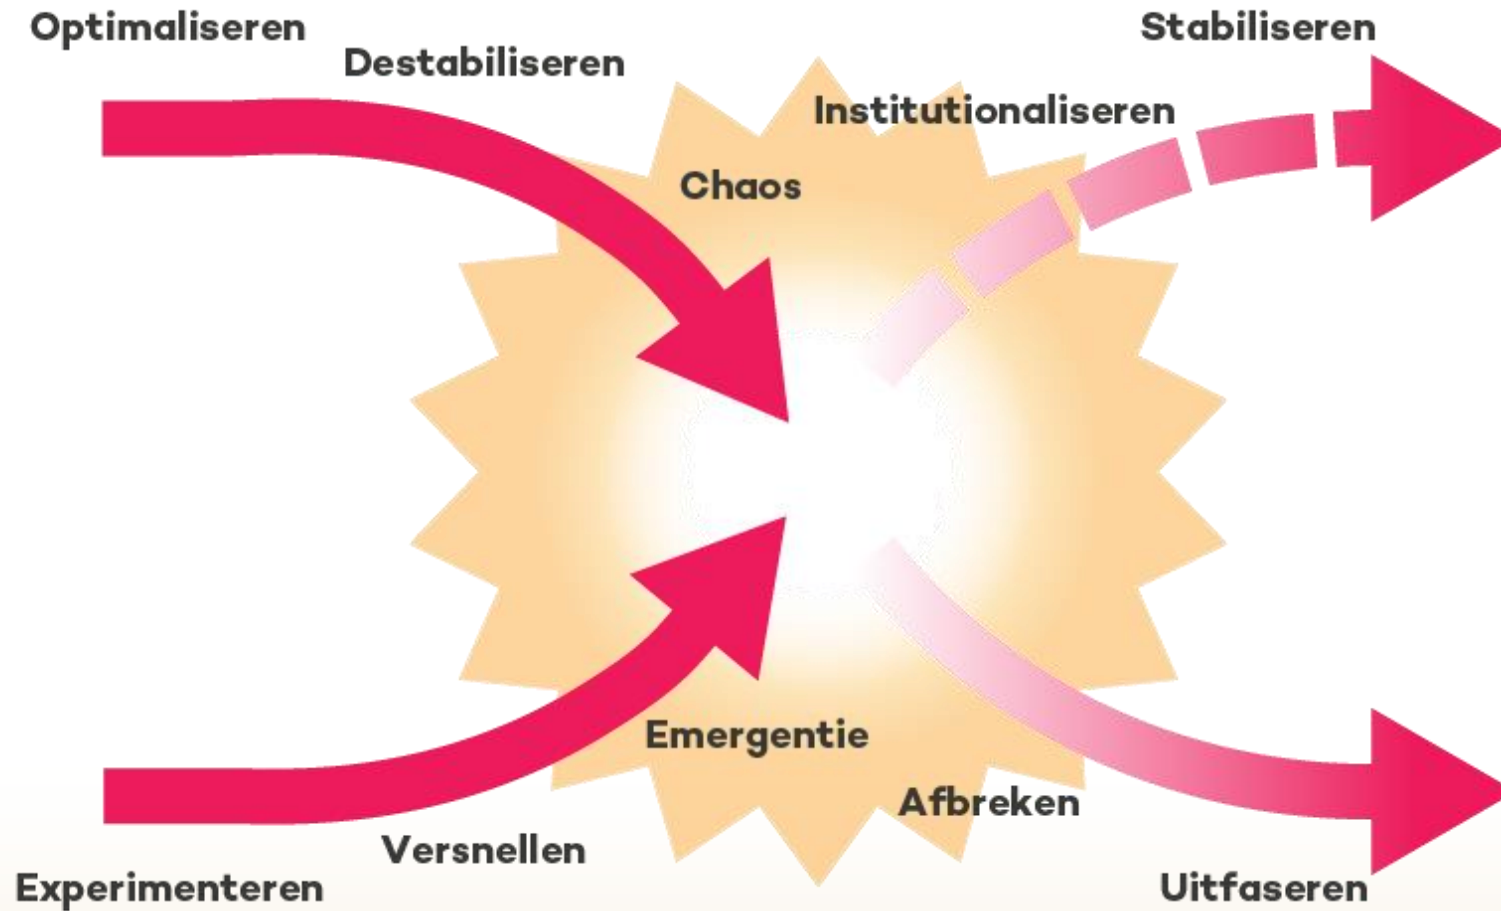 Optimaliseren
Stabiliseren
Destabiliseren
Institutionaliseren
Chaos
Emergentie
Afbreken
Versnellen
Experimenteren
Uitfaseren